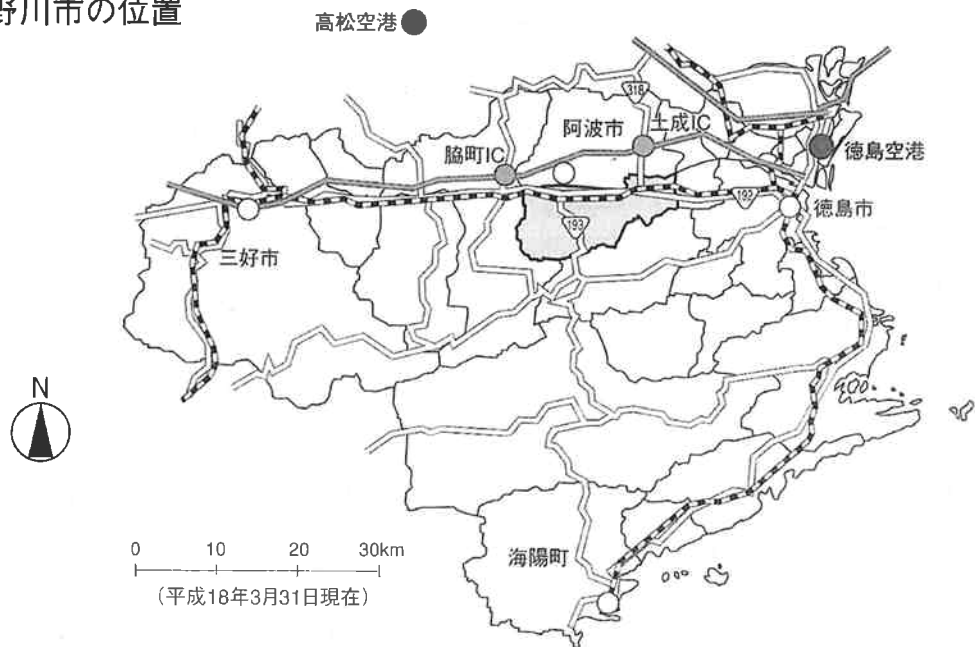 野川市の位置
高松空港
318
阿波市
土成IC
脇町IC
徳島空港
192
徳島市
193
三好市
N
0 10 20 30km
(平成18年3月31日現在)
海陽町